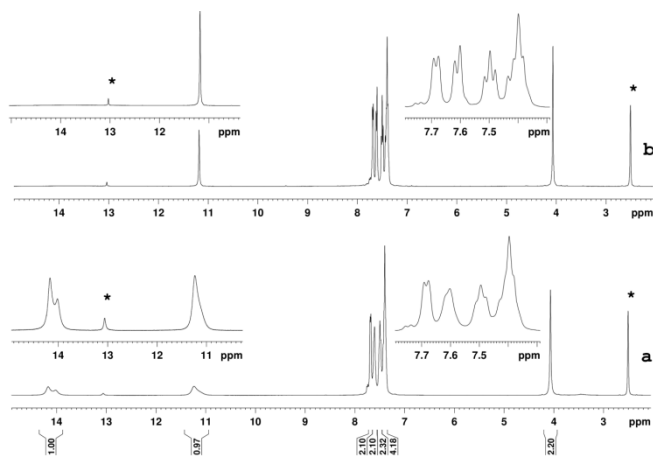 *
14 13 12 ppm
7.7 7.6 7.5 ppm
*
b
14 13 12 11 10 9 8 7 6 5 4 3 ppm
*
14 13 12 11 ppm
7.7 7.6 7.5 ppm
*
a
14 13 12 11 10 9 8 7 6 5 4 3 ppm
1.00 0.97 2.10 2.10 2.32 4.18 2.20